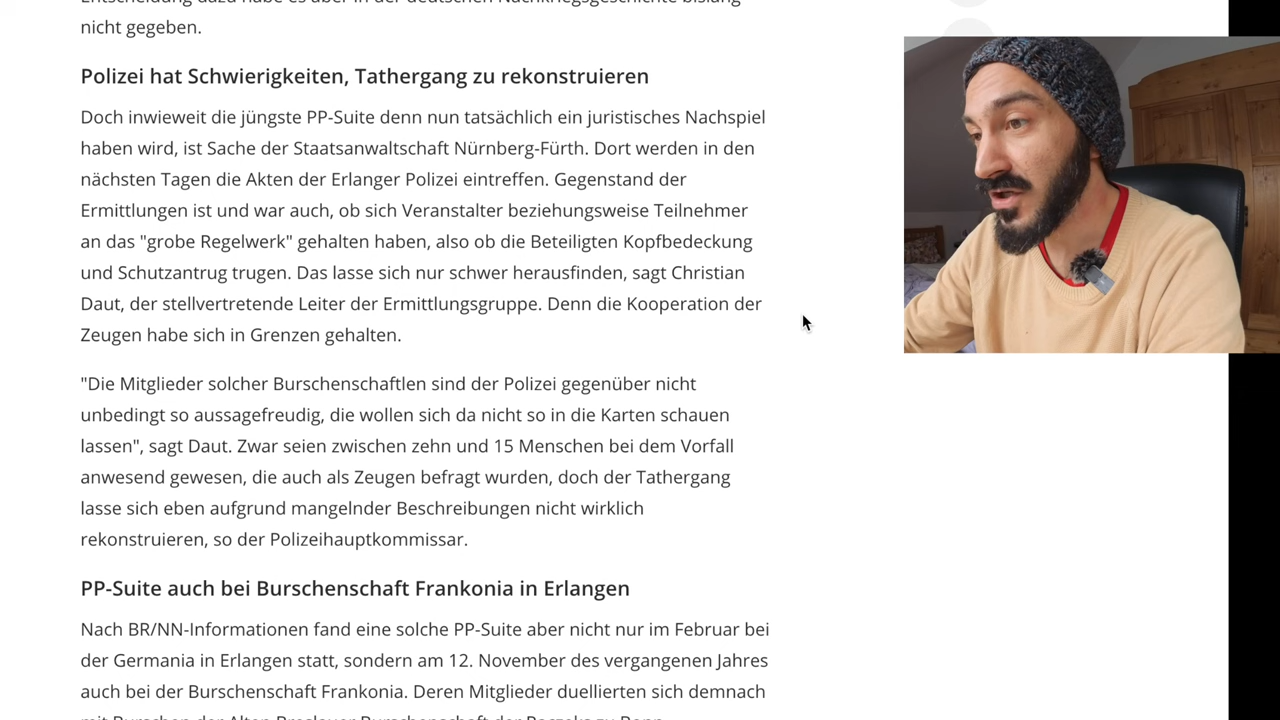 nicht gegeben.
Polizei hat Schwierigkeiten, Tathergang zu rekonstruieren
Doch inwieweit die jüngste PP-Suite denn nun tatsächlich ein juristisches Nachspiel
haben wird, ist Sache der Staatsanwaltschaft Nürnberg-Fürth. Dort werden in den
nächsten Tagen die Akten der Erlanger Polizei eintreffen. Gegenstand der
Ermittlungen ist und war auch, ob sich Veranstalter beziehungsweise Teilnehmer
an das "grobe Regelwerk" gehalten haben, also ob die Beteiligten Kopfbedeckung
und Schutzantrug trugen. Das lasse sich nur schwer herausfinden, sagt Christian
Daut, der stellvertretende Leiter der Ermittlungsgruppe. Denn die Kooperation der
Zeugen habe sich in Grenzen gehalten.
"Die Mitglieder solcher Burschenschaftlen sind der Polizei gegenüber nicht
unbedingt so aussagefreudig, die wollen sich da nicht so in die Karten schauen
lassen", sagt Daut. Zwar seien zwischen zehn und 15 Menschen bei dem Vorfall
anwesend gewesen, die auch als Zeugen befragt wurden, doch der Tathergang
lasse sich eben aufgrund mangelnder Beschreibungen nicht wirklich
rekonstruieren, so der Polizeihauptkommissar.
PP-Suite auch bei Burschenschaft Frankonia in Erlangen
Nach BR/NN-Informationen fand eine solche PP-Suite aber nicht nur im Februar bei
der Germania in Erlangen statt, sondern am 12. November des vergangenen Jahres
auch bei der Burschenschaft Frankonia. Deren Mitglieder duellierten sich demnach